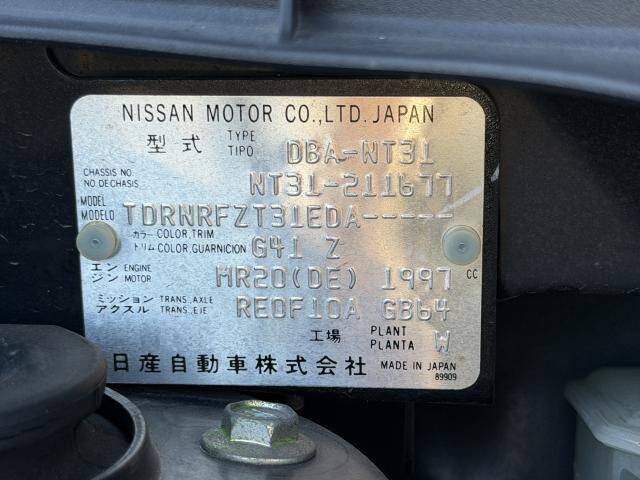 NISSAN MOTOR CO.,LTD. JAPAN
型式 TYPE TIPO DBA-NT31
CHASSIS NO. NO DE CHASIS NT31-211677
MODEL MODELO TDRNRFZT31EDA-----
カラー COLOR, TRIM
トリム COLOR, GUARNICION G41 Z
エンジン ENGINE MOTOR MR20(DE) 1997 CC
ミッション TRANS. AXLE
アクスル TRANS. EJE RE0F10A GB64
工場 PLANT PLANTA W
日産自動車株式会社 MADE IN JAPAN
89909